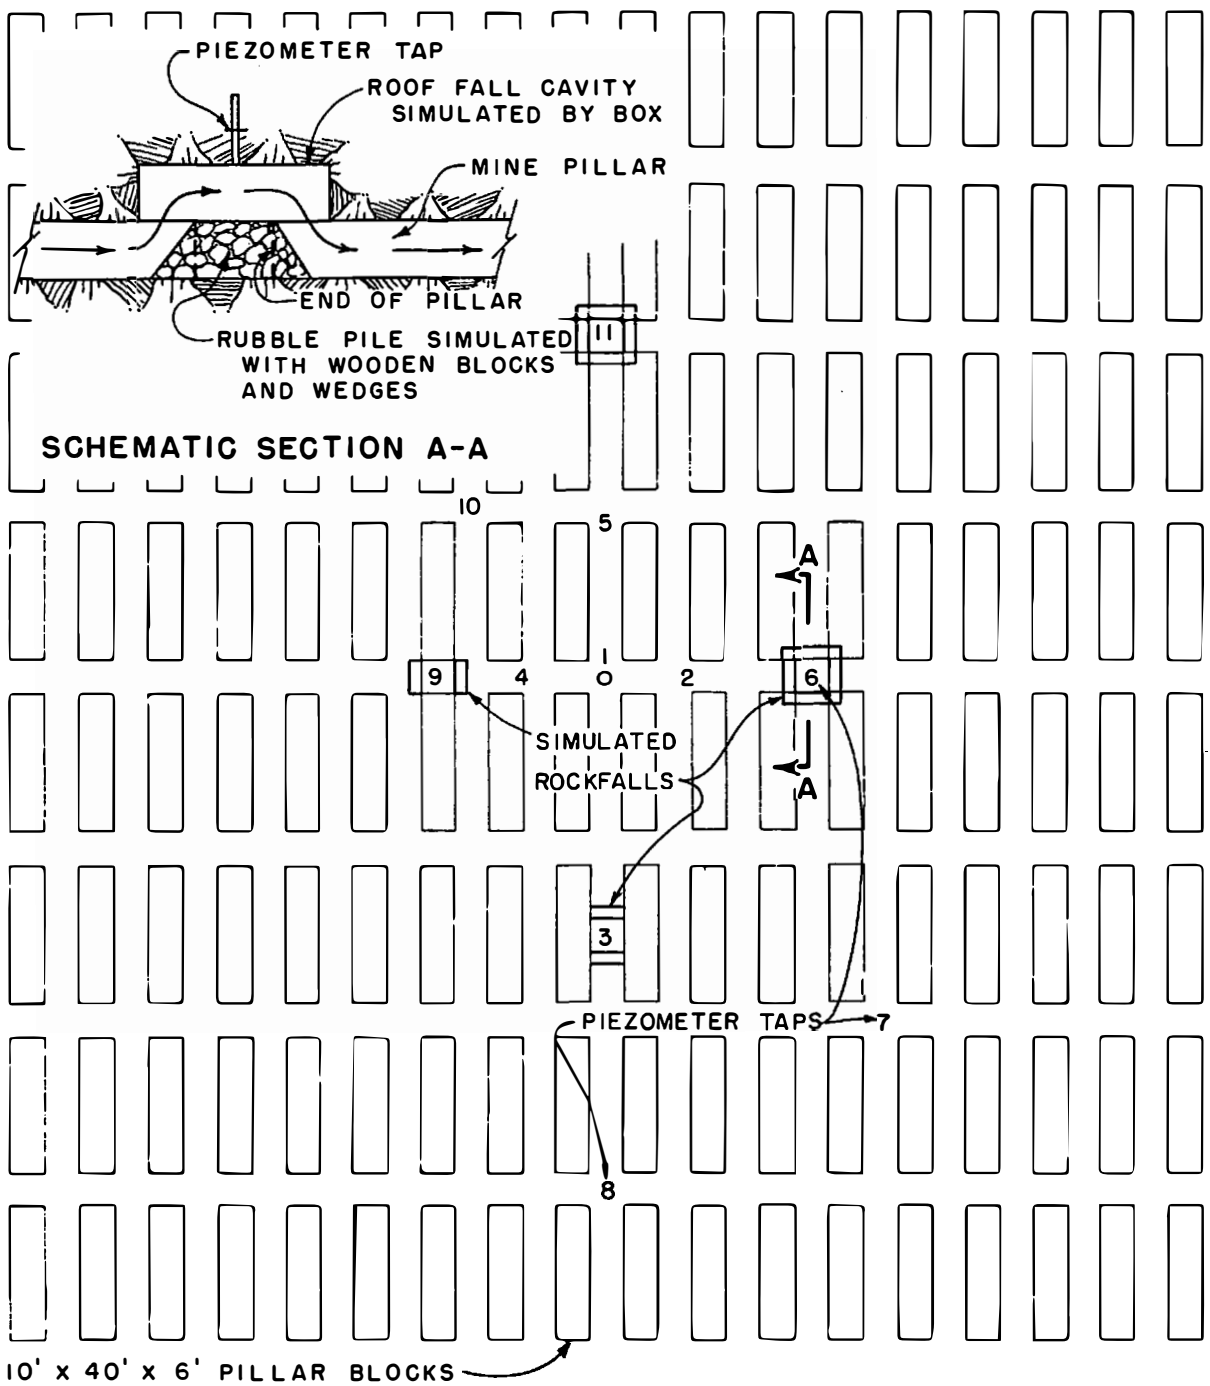 PIEZOMETER TAP
ROOF FALL CAVITY
SIMULATED BY BOX
MINE PILLAR
END OF PILLAR
RUBBLE PILE SIMULATED
WITH WOODEN BLOCKS
AND WEDGES
11
SCHEMATIC SECTION A-A
10
5
A
1
9
4
0
2
6
SIMULATED
ROCKFALLS
A
3
PIEZOMETER TAPS
7
8
10' X 40' X 6' PILLAR BLOCKS